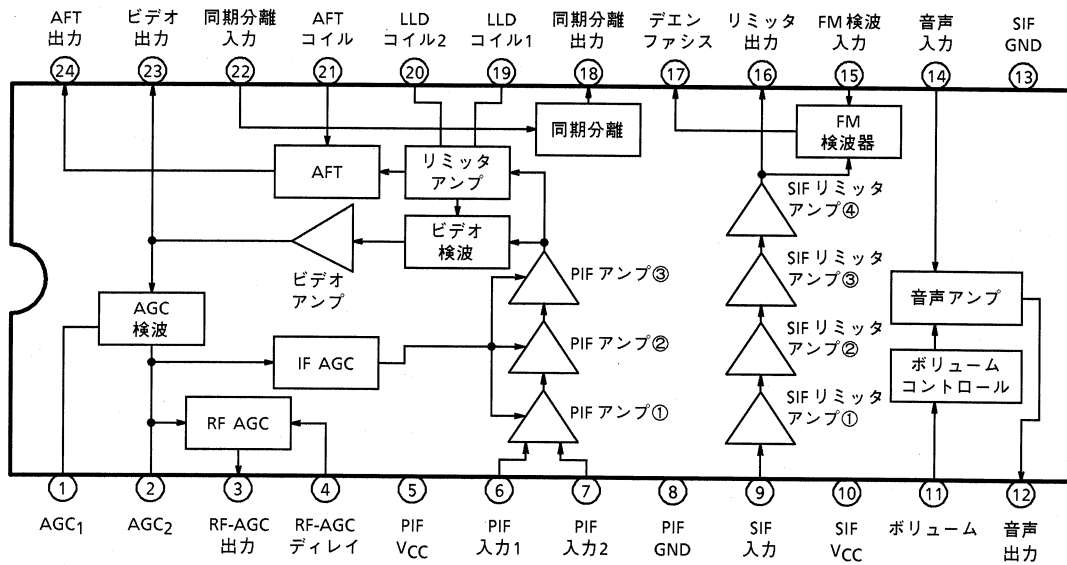 AFT ビデオ 同期分離 AFT LLD LLD 同期分離 デエン リミッタ FM検波 音声 SIF
出力 出力 入力 コイル コイル2 コイル1 出力 ファシス 出力 入力 入力 GND
24 23 22 21 20 19 18 17 16 15 14 13
同期分離
FM
検波器
AFT
リミッタ
アンプ
SIF リミッタ
アンプ④
ビデオ
検波
ビデオ
アンプ
PIF アンプ③
SIF リミッタ
アンプ③
音声アンプ
AGC
検波
IF AGC
PIF アンプ②
SIF リミッタ
アンプ②
ボリューム
コントロール
RF AGC
PIF アンプ①
SIF リミッタ
アンプ①
1 2 3 4 5 6 7 8 9 10 11 12
AGC1 AGC2 RF-AGC RF-AGC PIF PIF PIF PIF SIF SIF ボリューム 音声
出力 ディレイ VCC 入力1 入力2 GND 入力 VCC 出力